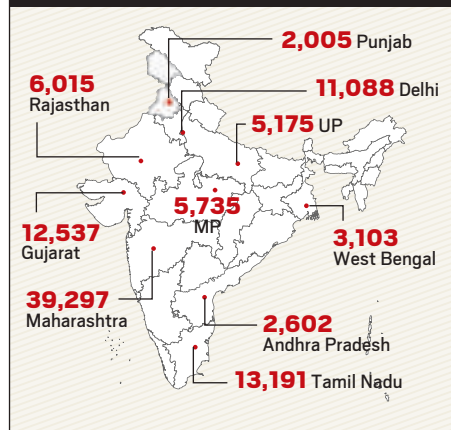 2,005 Punjab
6,015
Rajasthan
11,088 Delhi
5,175 UP
5,735
MP
12,537
Gujarat
3,103
West Bengal
39,297
Maharashtra
2,602
Andhra Pradesh
13,191 Tamil Nadu